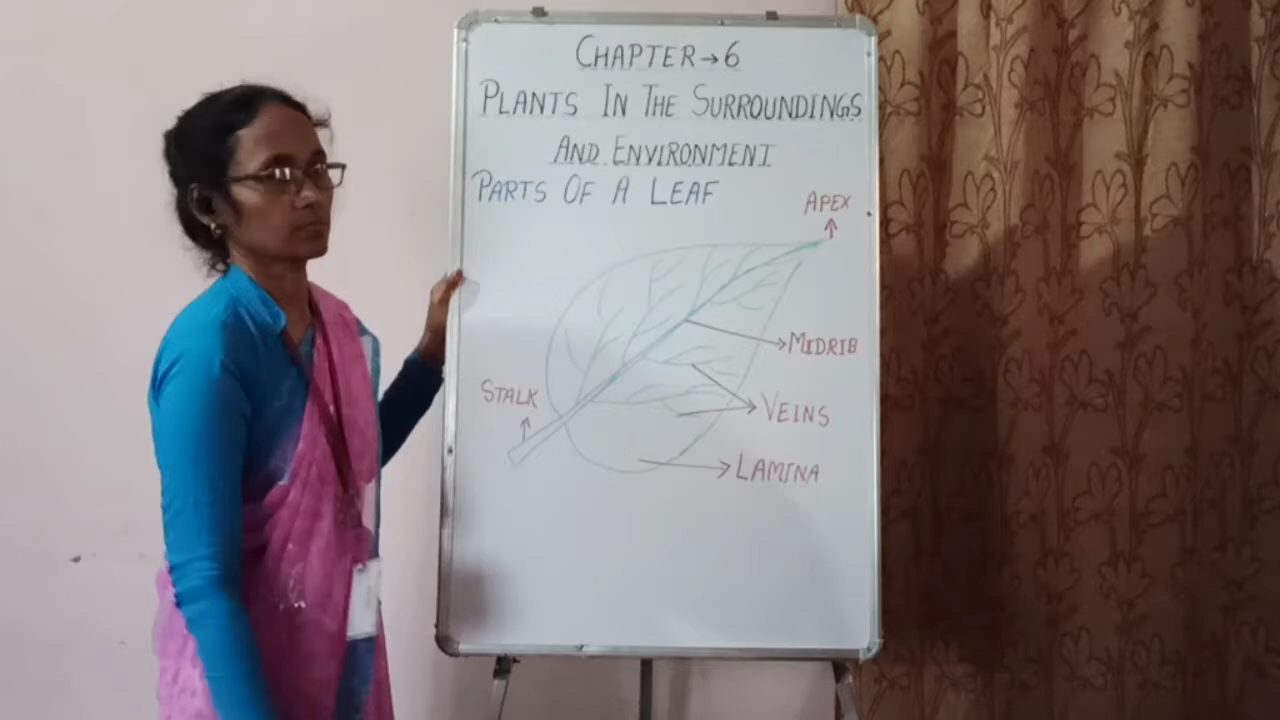 CHAPTER→6
PLANTS IN THE SURROUNDINGS
AND ENVIRONMENT
PARTS OF A LEAF
APEX
MIDRIB
STALK
VEINS
LAMINA